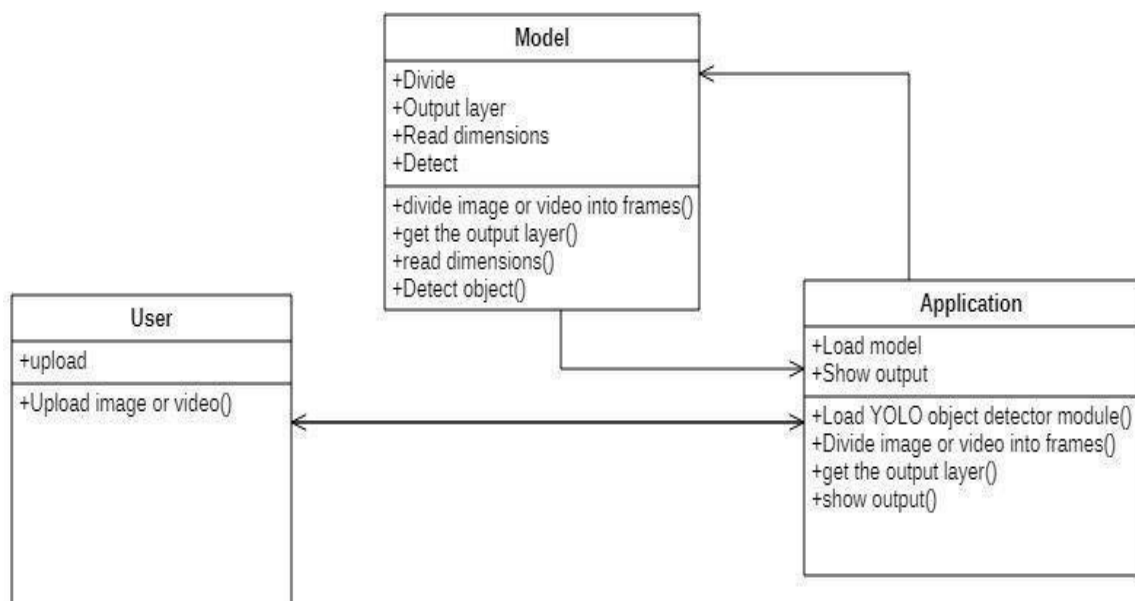 Model
+Divide
+Output layer
+Read dimensions
+Detect
+divide image or video into frames()
+get the output layer()
+read dimensions()
+Detect object()
User
+upload
+Upload image or video()
Application
+Load model
+Show output
+Load YOLO object detector module()
+Divide image or video into frames()
+get the output layer()
+show output()